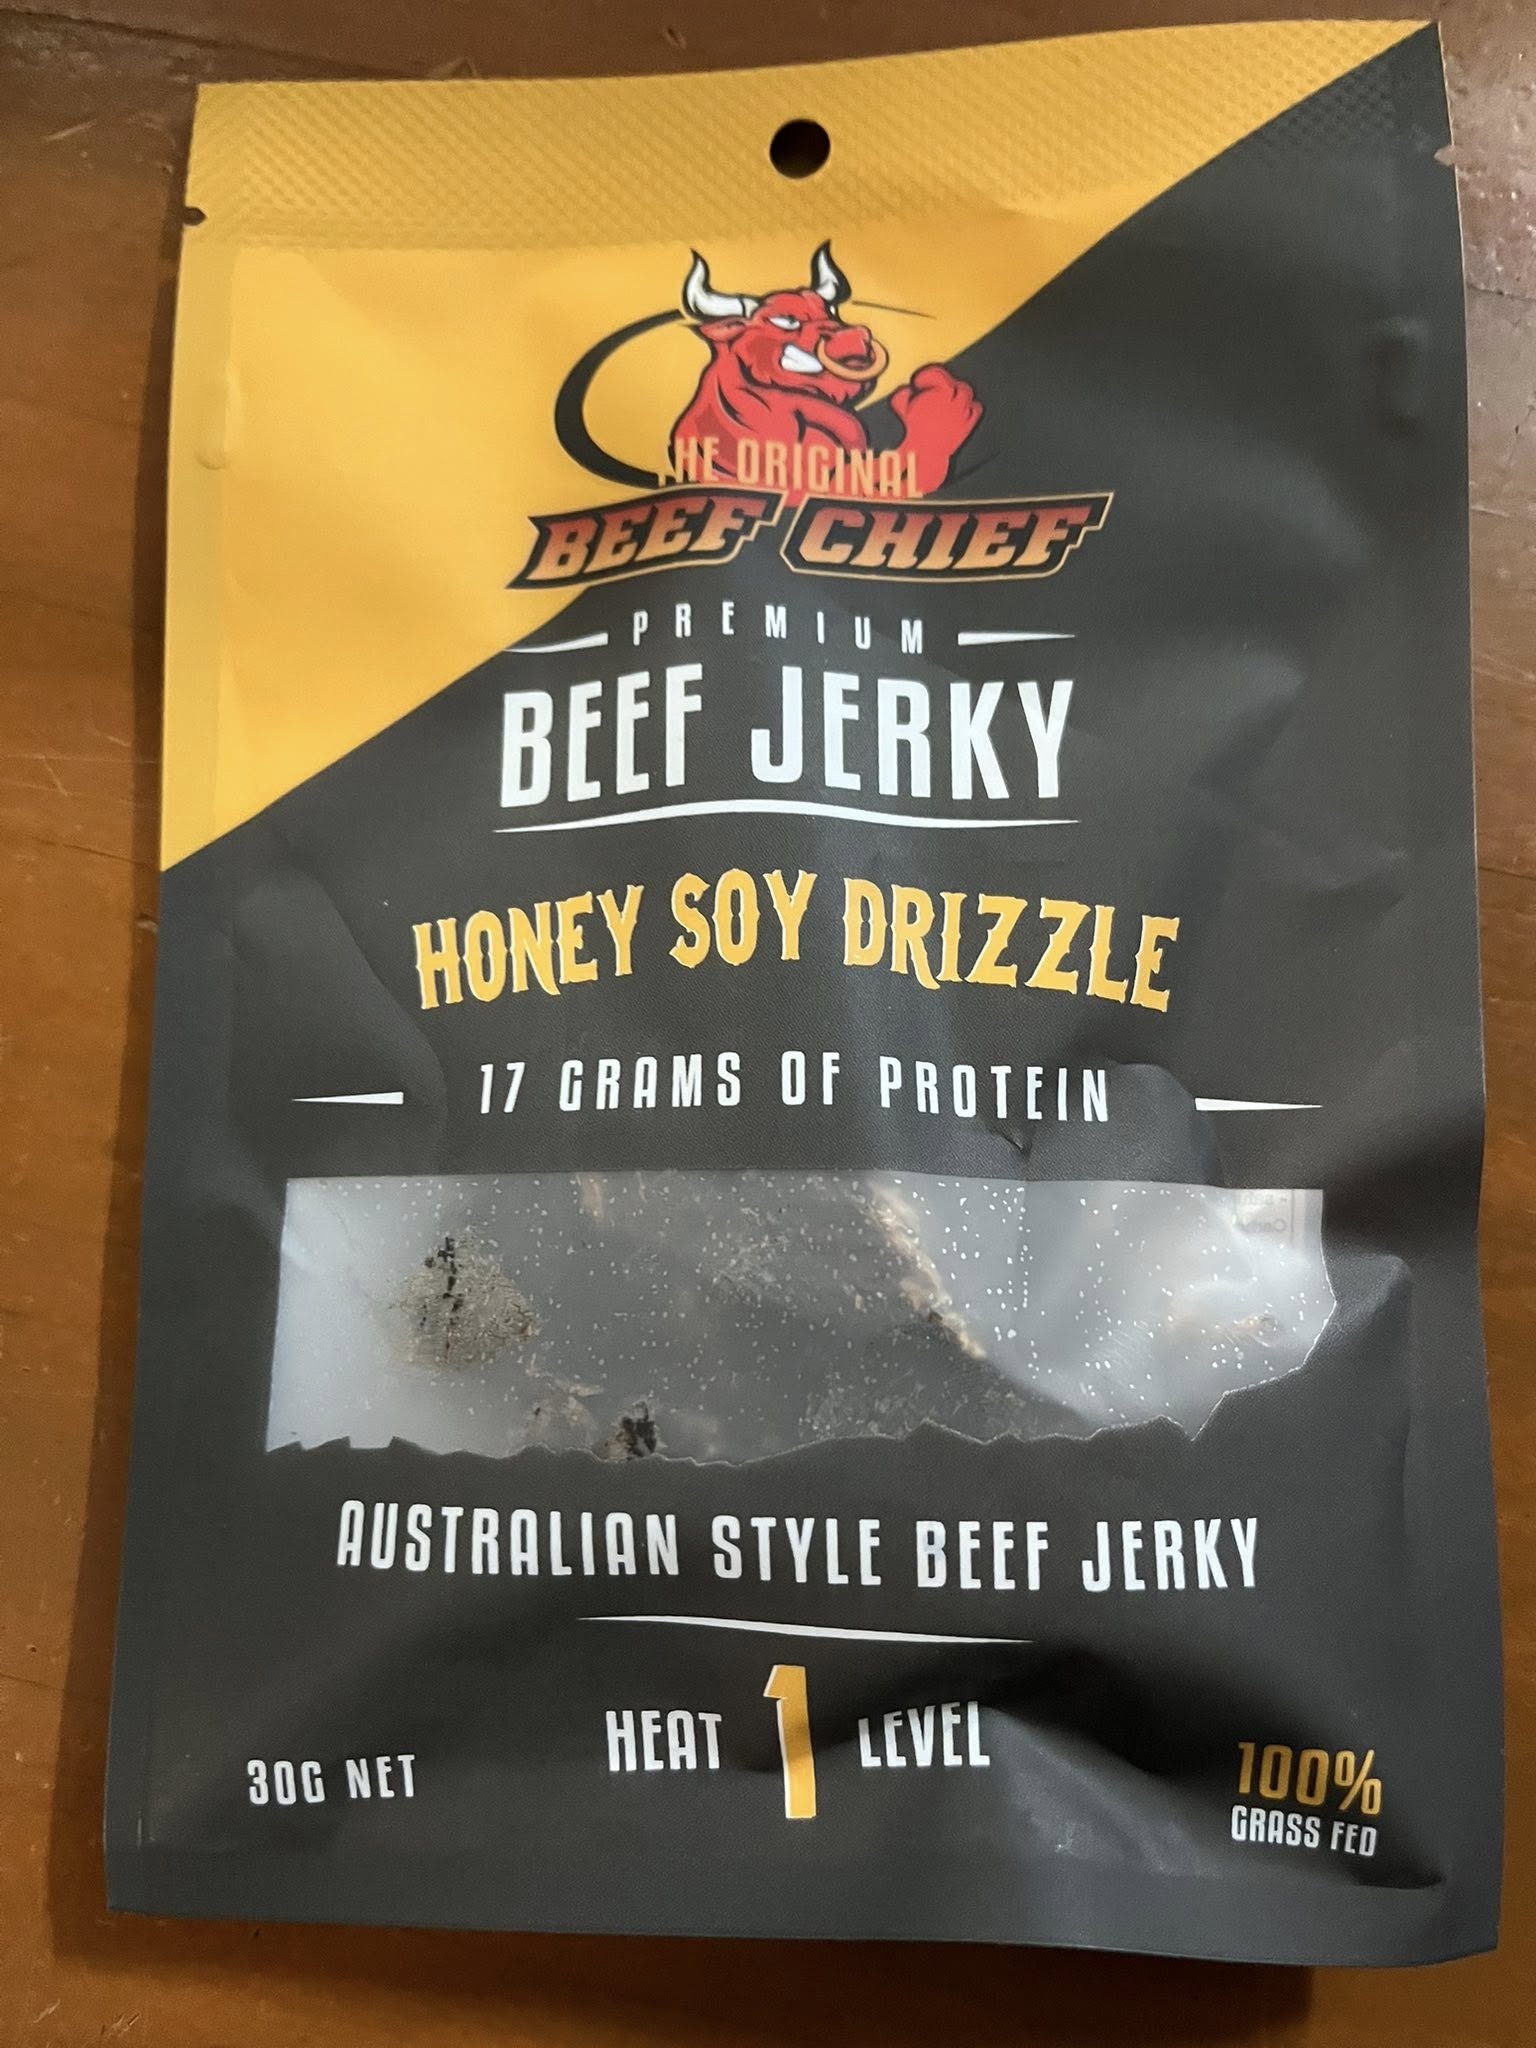 THE ORIGINAL
BEEF CHIEF
PREMIUM
BEEF JERKY
HONEY SOY DRIZZLE
17 GRAMS OF PROTEIN
AUSTRALIAN STYLE BEEF JERKY
HEAT 1 LEVEL
30G NET
100%
GRASS FED